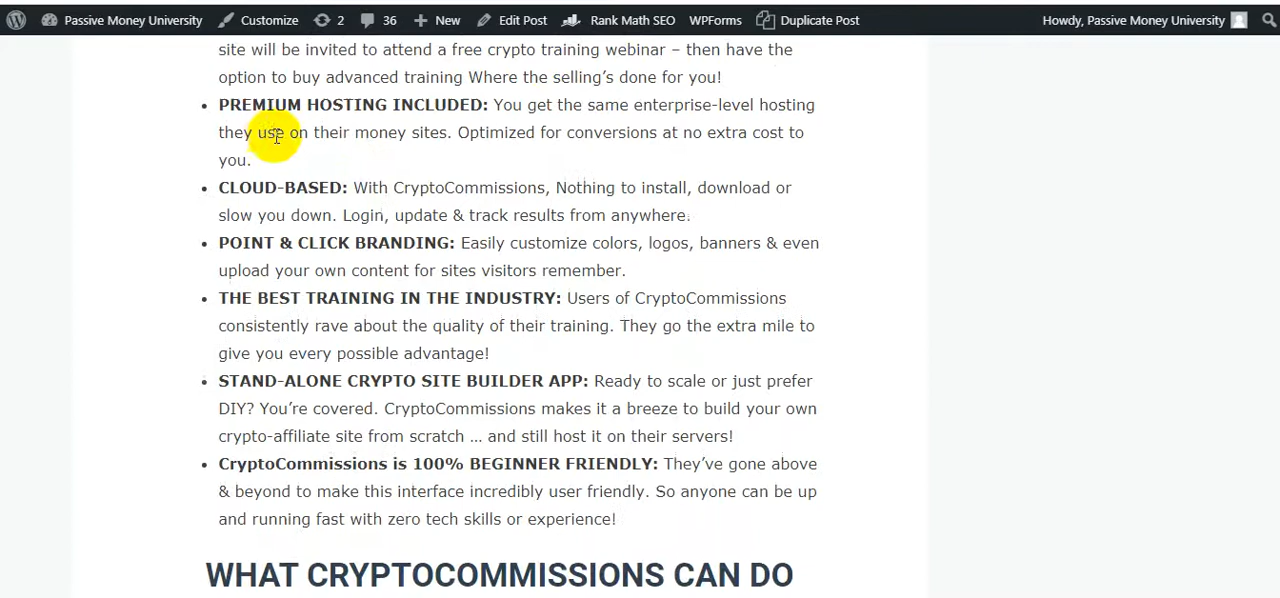 Passive Money University Customize 2 36 New Edit Post Rank Math SEO WPForms Duplicate Post Howdy, Passive Money University
site will be invited to attend a free crypto training webinar – then have the
option to buy advanced training Where the selling's done for you!
• PREMIUM HOSTING INCLUDED: You get the same enterprise-level hosting
they use on their money sites. Optimized for conversions at no extra cost to
you.
• CLOUD-BASED: With CryptoCommissions, Nothing to install, download or
slow you down. Login, update & track results from anywhere.
• POINT & CLICK BRANDING: Easily customize colors, logos, banners & even
upload your own content for sites visitors remember.
• THE BEST TRAINING IN THE INDUSTRY: Users of CryptoCommissions
consistently rave about the quality of their training. They go the extra mile to
give you every possible advantage!
• STAND-ALONE CRYPTO SITE BUILDER APP: Ready to scale or just prefer
DIY? You're covered. CryptoCommissions makes it a breeze to build your own
crypto-affiliate site from scratch … and still host it on their servers!
• CryptoCommissions is 100% BEGINNER FRIENDLY: They've gone above
& beyond to make this interface incredibly user friendly. So anyone can be up
and running fast with zero tech skills or experience!
WHAT CRYPTOCOMMISSIONS CAN DO